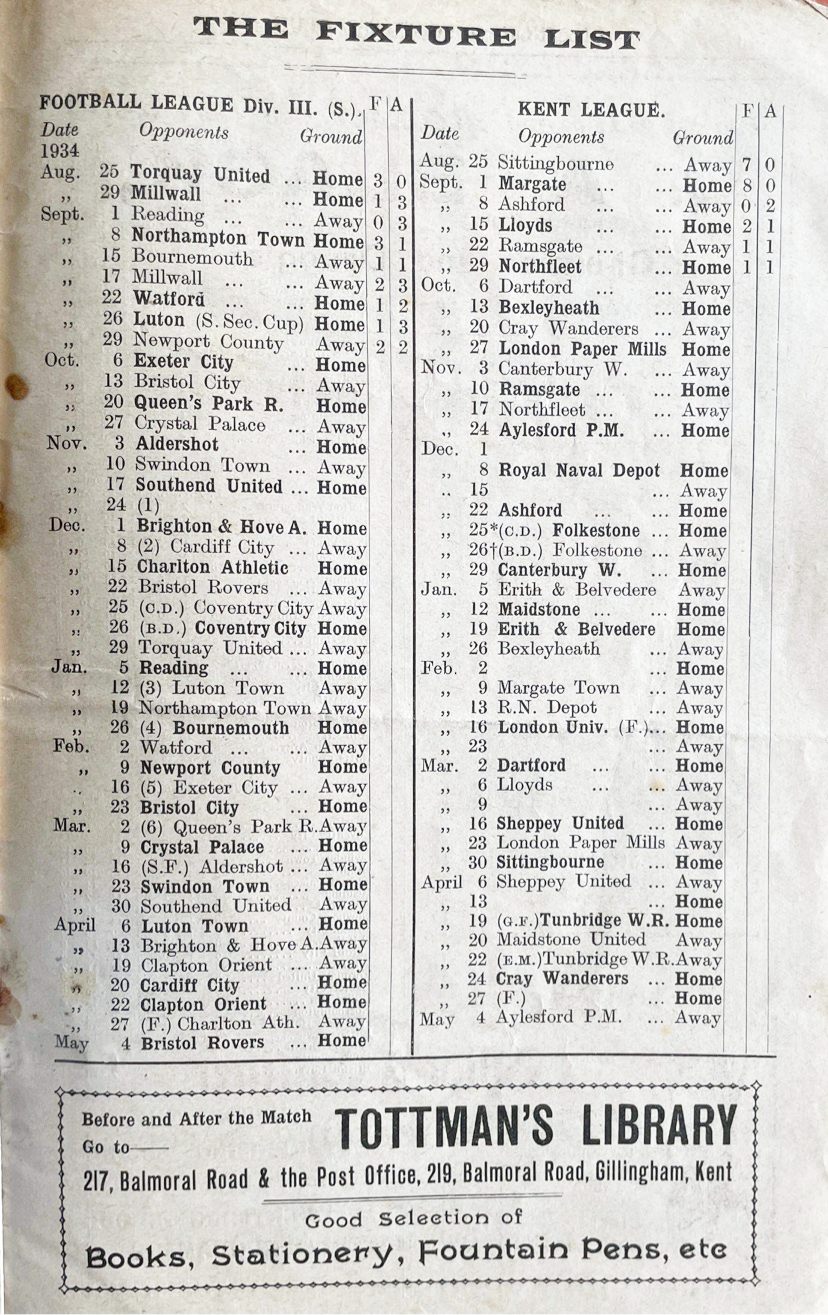 THE FIXTURE LIST
FOOTBALL LEAGUE Div. III. (S.). F A
Date Opponents Ground
1934
Aug. 25 Torquay United ... Home 3 0
„ 29 Millwall ... ... Home 1 3
Sept. 1 Reading ... ... Away 0 3
„ 8 Northampton Town Home 3 1
„ 15 Bournemouth ... Away 1 1
„ 17 Millwall ... ... Away 2 3
„ 22 Watford ... ... Home 1 2
„ 26 Luton (S. Sec. Cup) Home 1 3
„ 29 Newport County Away 2 2
Oct. 6 Exeter City ... Home
„ 13 Bristol City ... Away
„ 20 Queen's Park R. Home
„ 27 Crystal Palace ... Away
Nov. 3 Aldershot ... Home
„ 10 Swindon Town ... Away
„ 17 Southend United ... Home
„ 24 (1)
Dec. 1 Brighton & Hove A. Home
„ 8 (2) Cardiff City ... Away
„ 15 Charlton Athletic Home
„ 22 Bristol Rovers ... Away
„ 25 (C.D.) Coventry City Away
„ 26 (B.D.) Coventry City Home
„ 29 Torquay United ... Away
Jan. 5 Reading ... ... Home
„ 12 (3) Luton Town Away
„ 19 Northampton Town Away
„ 26 (4) Bournemouth Home
Feb. 2 Watford ... ... Away
„ 9 Newport County Home
„ 16 (5) Exeter City ... Away
„ 23 Bristol City ... Home
Mar. 2 (6) Queen's Park R. Away
„ 9 Crystal Palace ... Home
„ 16 (S.F.) Aldershot ... Away
„ 23 Swindon Town ... Home
„ 30 Southend United Away
April 6 Luton Town ... Home
„ 13 Brighton & Hove A. Away
„ 19 Clapton Orient ... Away
„ 20 Cardiff City ... Home
„ 22 Clapton Orient ... Home
„ 27 (F.) Charlton Ath. Away
May 4 Bristol Rovers ... Home
KENT LEAGUE. F A
Date Opponents Ground
Aug. 25 Sittingbourne ... Away 7 0
Sept. 1 Margate ... ... Home 8 0
„ 8 Ashford ... ... Away 0 2
„ 15 Lloyds ... ... Home 2 1
„ 22 Ramsgate ... ... Away 1 1
„ 29 Northfleet ... Home 1 1
Oct. 6 Dartford ... ... Away
„ 13 Bexleyheath ... Home
„ 20 Cray Wanderers ... Away
„ 27 London Paper Mills Home
Nov. 3 Canterbury W. ... Away
„ 10 Ramsgate ... ... Home
„ 17 Northfleet ... ... Away
„ 24 Aylesford P.M. ... Home
Dec. 1
„ 8 Royal Naval Depot Home
„ 15 ... Away
„ 22 Ashford ... ... Home
„ 25*(C.D.) Folkestone ... Home
„ 26†(B.D.) Folkestone ... Away
„ 29 Canterbury W. ... Home
Jan. 5 Erith & Belvedere Away
„ 12 Maidstone ... ... Home
„ 19 Erith & Belvedere Home
„ 26 Bexleyheath ... Away
Feb. 2 ... Home
„ 9 Margate Town ... Away
„ 13 R.N. Depot ... Away
„ 16 London Univ. (F.)... Home
„ 23 ... Away
Mar. 2 Dartford ... ... Home
„ 6 Lloyds ... ... Away
„ 9 ... Away
„ 16 Sheppey United ... Home
„ 23 London Paper Mills Away
„ 30 Sittingbourne ... Home
April 6 Sheppey United ... Away
„ 13 ... Home
„ 19 (G.F.) Tunbridge W.R. Home
„ 20 Maidstone United Away
„ 22 (E.M.) Tunbridge W.R. Away
„ 24 Cray Wanderers ... Home
„ 27 (F.) ... Home
May 4 Aylesford P.M. ... Away
Before and After the Match
Go to—
TOTTMAN'S LIBRARY
217, Balmoral Road & the Post Office, 219, Balmoral Road, Gillingham, Kent
Good Selection of
Books, Stationery, Fountain Pens, etc